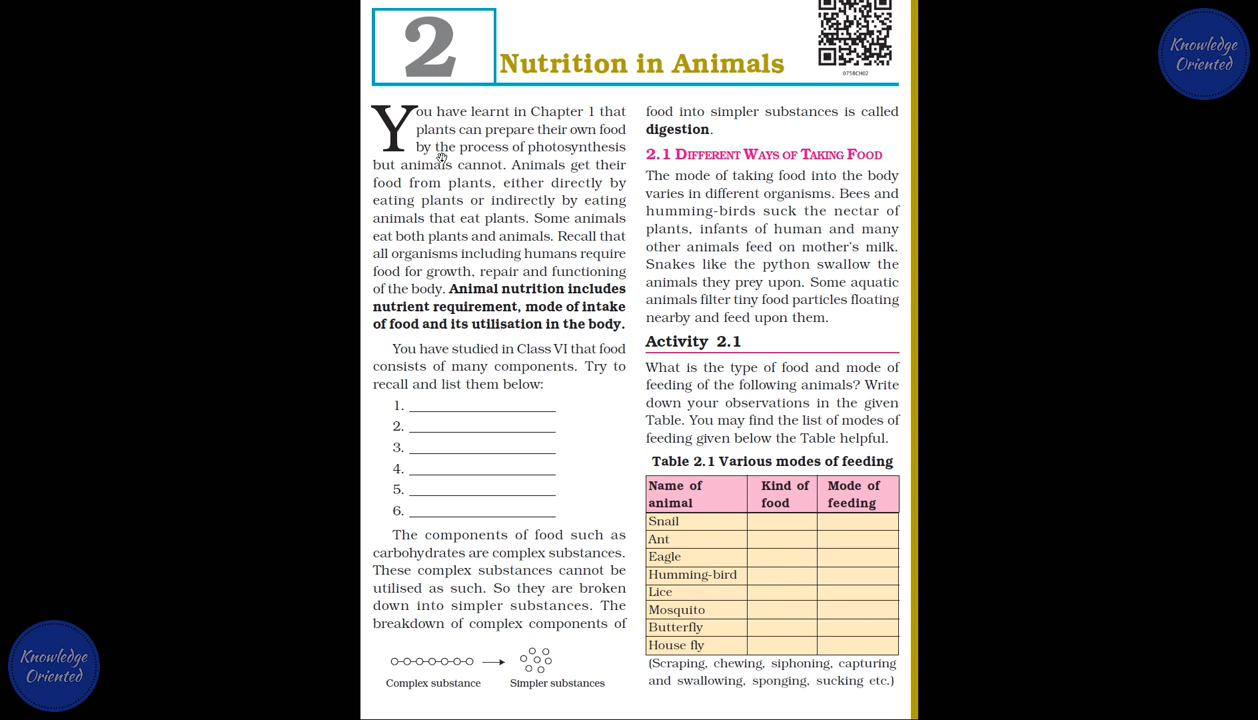 Knowledge
Oriented
2
Nutrition in Animals
0758CH02
You have learnt in Chapter 1 that
plants can prepare their own food
by the process of photosynthesis
but animals cannot. Animals get their
food from plants, either directly by
eating plants or indirectly by eating
animals that eat plants. Some animals
eat both plants and animals. Recall that
all organisms including humans require
food for growth, repair and functioning
of the body. Animal nutrition includes
nutrient requirement, mode of intake
of food and its utilisation in the body.
You have studied in Class VI that food
consists of many components. Try to
recall and list them below:
1.
2.
3.
4.
5.
6.
The components of food such as
carbohydrates are complex substances.
These complex substances cannot be
utilised as such. So they are broken
down into simpler substances. The
breakdown of complex components of
Complex substance Simpler substances
food into simpler substances is called
digestion.
2.1 DIFFERENT WAYS OF TAKING FOOD
The mode of taking food into the body
varies in different organisms. Bees and
humming-birds suck the nectar of
plants, infants of human and many
other animals feed on mother's milk.
Snakes like the python swallow the
animals they prey upon. Some aquatic
animals filter tiny food particles floating
nearby and feed upon them.
Activity 2.1
What is the type of food and mode of
feeding of the following animals? Write
down your observations in the given
Table. You may find the list of modes of
feeding given below the Table helpful.
Table 2.1 Various modes of feeding
Name of Kind of Mode of
animal food feeding
Snail
Ant
Eagle
Humming-bird
Lice
Mosquito
Butterfly
House fly
(Scraping, chewing, siphoning, capturing
and swallowing, sponging, sucking etc.)
Knowledge
Oriented